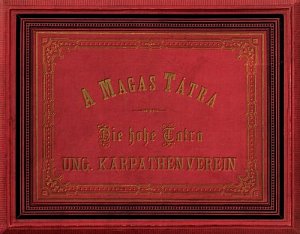 A MAGAS TÁTRA
Die hohe Tatra
UNG. KARPATHENVEREIN